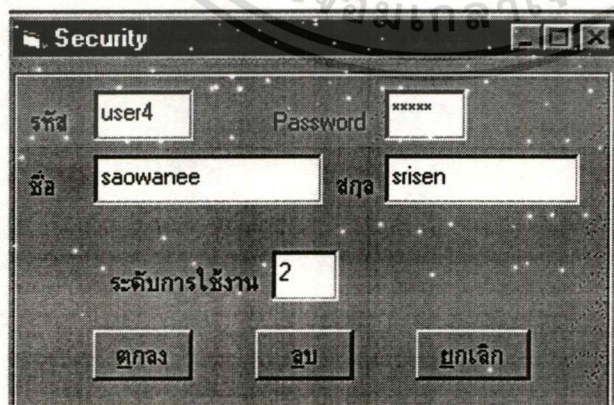 Security
รหัส user4 Password xxxxx
ชื่อ saowanee สกุล srisen
ระดับการใช้งาน 2
ตกลง ลบ ยกเลิก